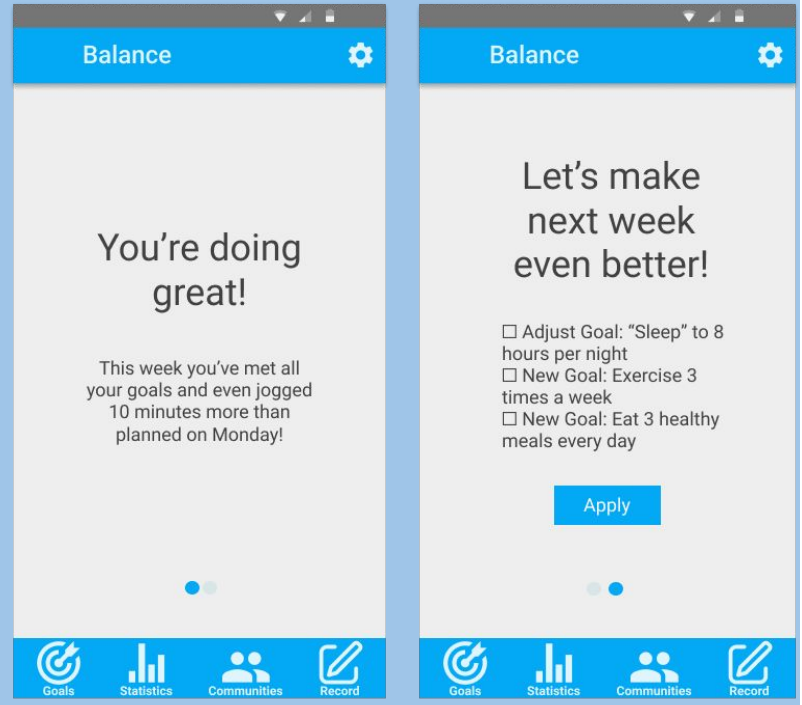 Balance
You’re doing
great!
This week you’ve met all
your goals and even jogged
10 minutes more than
planned on Monday!
Goals
Statistics
Communities
Record
Balance
Let’s make
next week
even better!
☐ Adjust Goal: “Sleep” to 8
hours per night
☐ New Goal: Exercise 3
times a week
☐ New Goal: Eat 3 healthy
meals every day
Apply
Goals
Statistics
Communities
Record